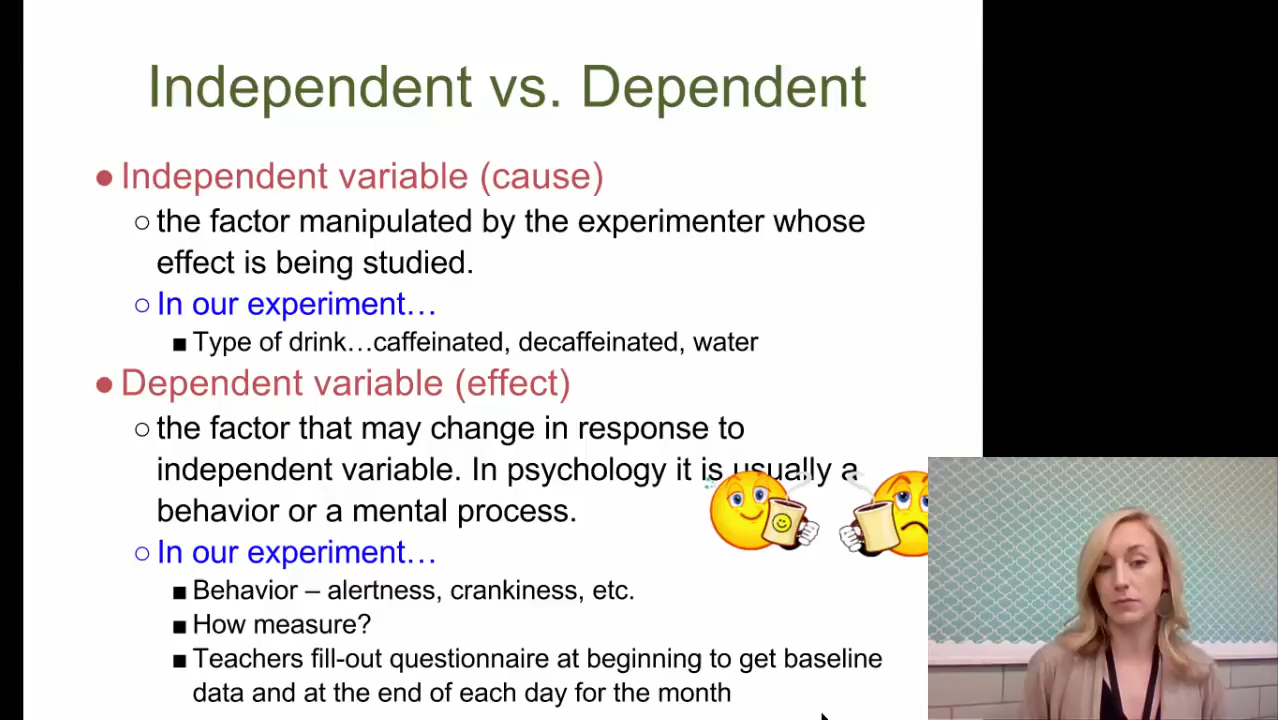 Independent vs. Dependent
● Independent variable (cause)
○ the factor manipulated by the experimenter whose
effect is being studied.
○ In our experiment…
■ Type of drink…caffeinated, decaffeinated, water
● Dependent variable (effect)
○ the factor that may change in response to
independent variable. In psychology it is usually a
behavior or a mental process.
○ In our experiment…
■ Behavior – alertness, crankiness, etc.
■ How measure?
■ Teachers fill-out questionnaire at beginning to get baseline
data and at the end of each day for the month